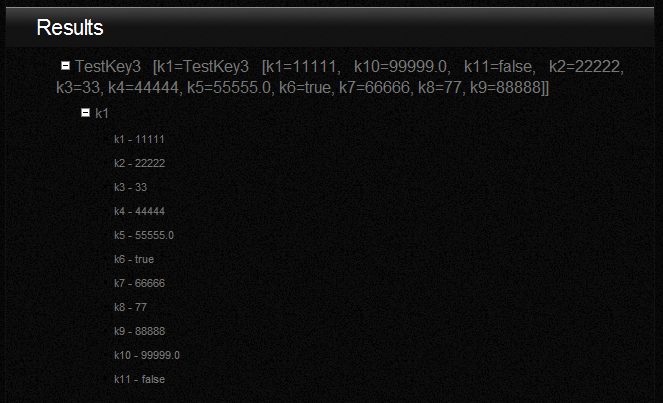 Results
TestKey3 [k1=TestKey3 [k1=11111, k10=99999.0, k11=false, k2=22222,
k3=33, k4=44444, k5=55555.0, k6=true, k7=66666, k8=77, k9=88888]]
k1
k1 - 11111
k2 - 22222
k3 - 33
k4 - 44444
k5 - 55555.0
k6 - true
k7 - 66666
k8 - 77
k9 - 88888
k10 - 99999.0
k11 - false